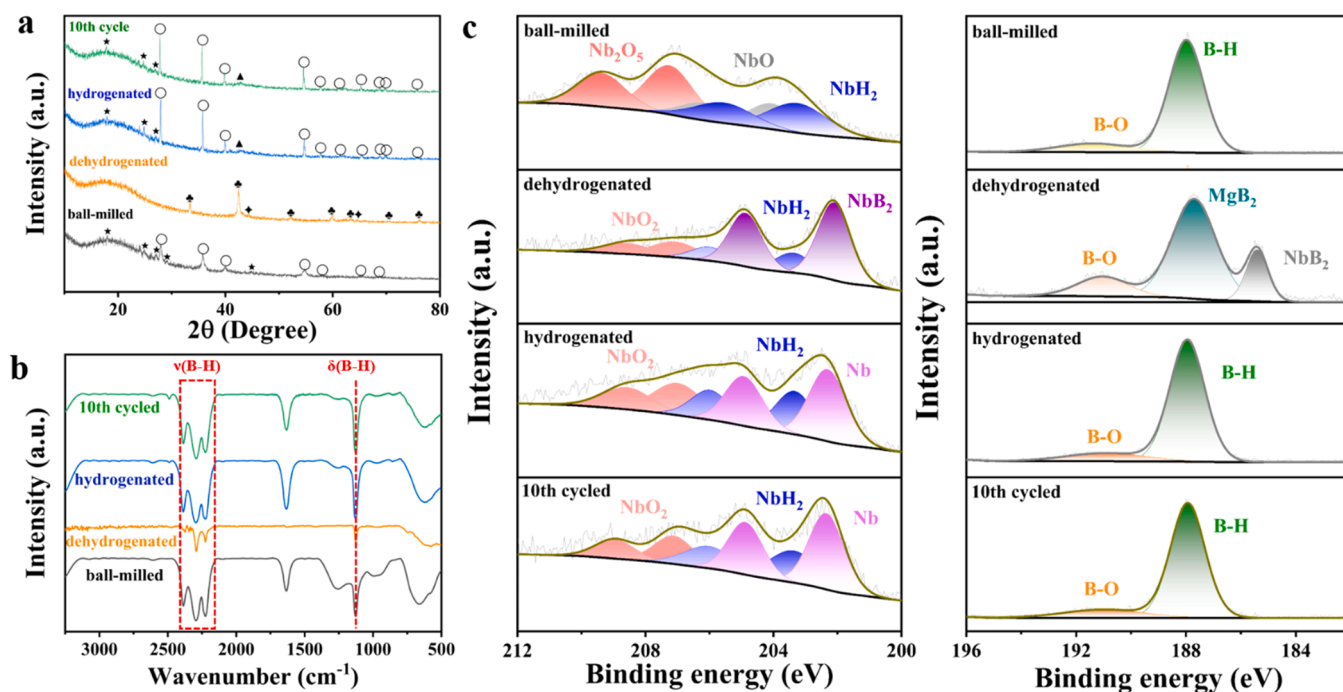 a
10th cycle
hydrogenated
dehydrogenated
ball-milled
Intensity (a.u.)
20 40 60 80
2θ (Degree)
b
ν(B-H) δ(B-H)
10th cycled
hydrogenated
dehydrogenated
ball-milled
Intensity (a.u.)
3000 2500 2000 1500 1000 500
Wavenumber (cm⁻¹)
c
ball-milled
Nb₂O₅
NbO
NbH₂
dehydrogenated
NbO₂
NbH₂
NbB₂
hydrogenated
NbO₂
NbH₂
Nb
10th cycled
NbO₂
NbH₂
Nb
Intensity (a.u.)
212 208 204 200
Binding energy (eV)
ball-milled
B-H
B-O
dehydrogenated
MgB₂
B-O
NbB₂
hydrogenated
B-H
B-O
10th cycled
B-H
B-O
Intensity (a.u.)
196 192 188 184
Binding energy (eV)